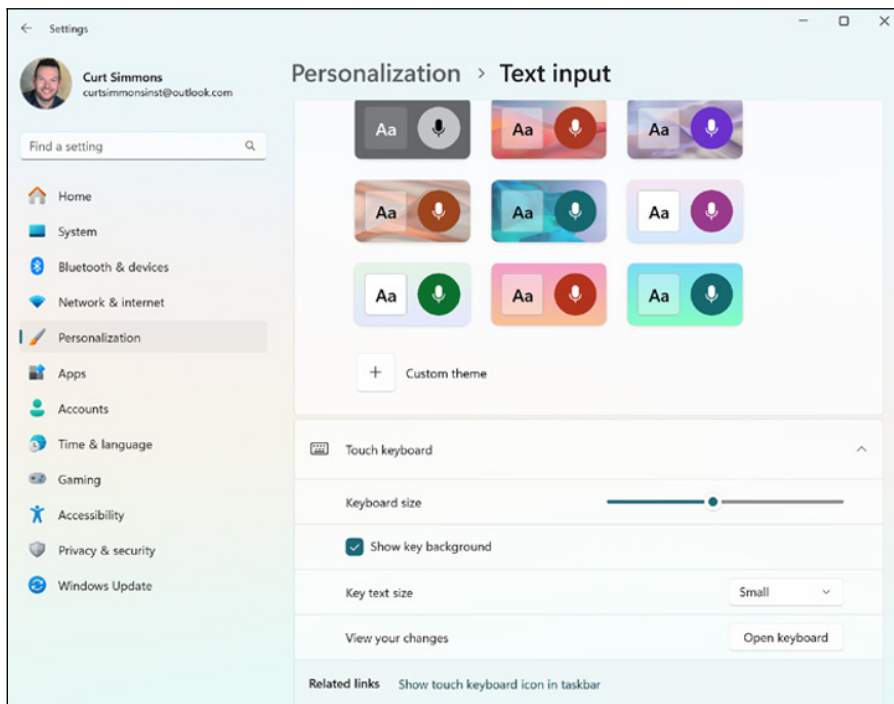 Settings
Curt Simmons
curtsimmonsinst@outlook.com
Find a setting
Home
System
Bluetooth & devices
Network & internet
Personalization
Apps
Accounts
Time & language
Gaming
Accessibility
Privacy & security
Windows Update
Personalization > Text input
Aa Aa Aa
Aa Aa Aa
Aa Aa Aa
+ Custom theme
Touch keyboard
Keyboard size
Show key background
Key text size Small
View your changes Open keyboard
Related links Show touch keyboard icon in taskbar